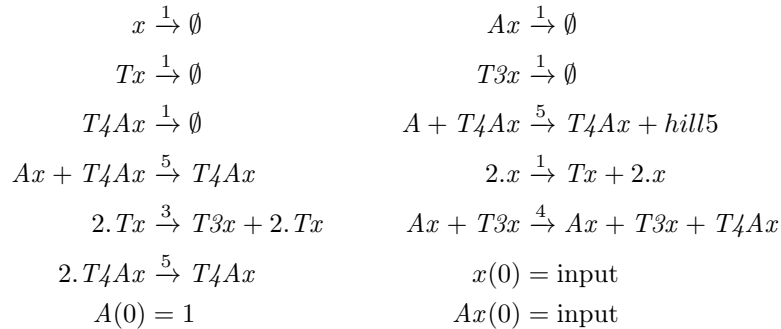 x →¹ ∅    Ax →¹ ∅
Tx →¹ ∅    T3x →¹ ∅
T4Ax →¹ ∅    A + T4Ax →⁵ T4Ax + hill5
Ax + T4Ax →⁵ T4Ax    2.x →¹ Tx + 2.x
2.Tx →³ T3x + 2.Tx    Ax + T3x →⁴ Ax + T3x + T4Ax
2.T4Ax →⁵ T4Ax    x(0) = input
A(0) = 1    Ax(0) = input